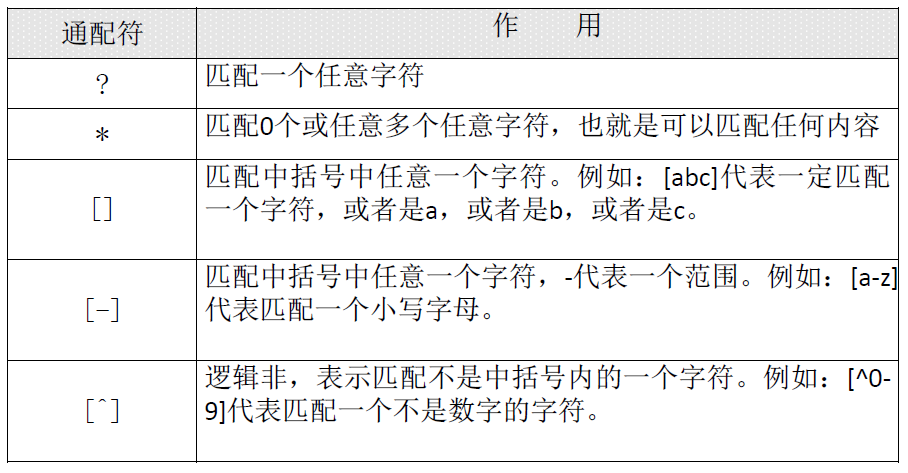 通配符 作 用
? 匹配一个任意字符
* 匹配0个或任意多个任意字符，也就是可以匹配任何内容
[] 匹配中括号中任意一个字符。例如：[abc]代表一定匹配
一个字符，或者是a，或者是b，或者是c。
[-] 匹配中括号中任意一个字符，-代表一个范围。例如：[a-z]
代表匹配一个小写字母。
[^] 逻辑非，表示匹配不是中括号内的一个字符。例如：[^0-
9]代表匹配一个不是数字的字符。